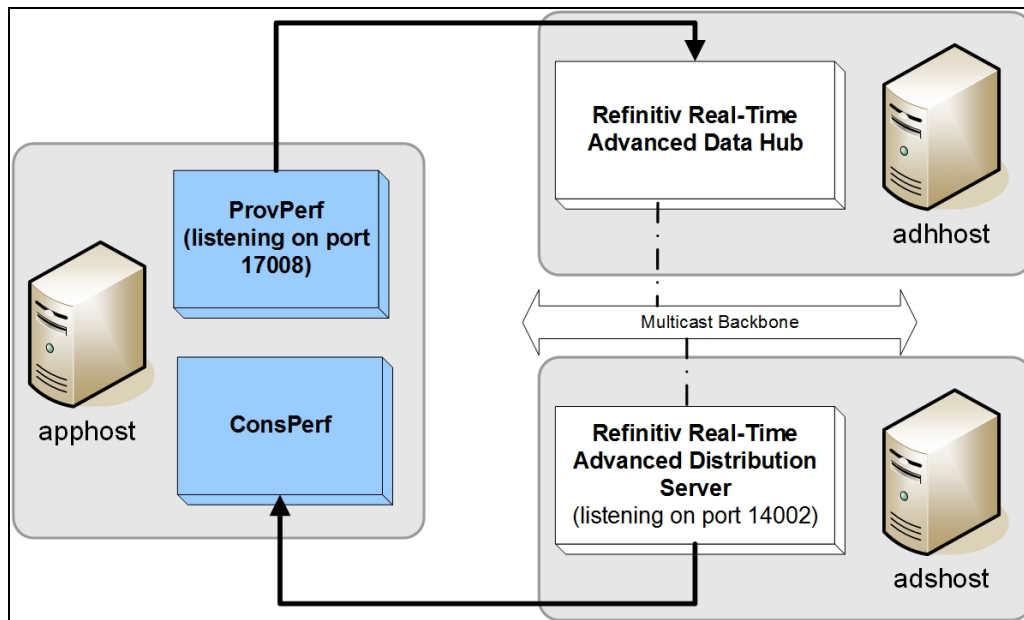 Refinitiv Real-Time
Advanced Data Hub
adhhost
ProvPerf
(listening on port
17008)
apphost
ConsPerf
Multicast Backbone
Refinitiv Real-Time
Advanced Distribution
Server
(listening on port 14002)
adshost